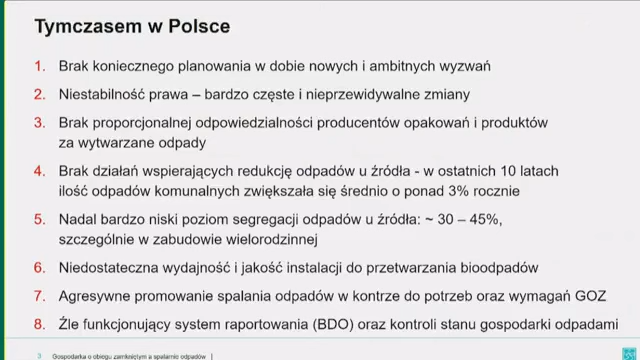 Tymczasem w Polsce
1. Brak koniecznego planowania w dobie nowych i ambitnych wyzwań
2. Niestabilność prawa – bardzo częste i nieprzewidywalne zmiany
3. Brak proporcjonalnej odpowiedzialności producentów opakowań i produktów
za wytwarzane odpady
4. Brak działań wspierających redukcję odpadów u źródła - w ostatnich 10 latach
ilość odpadów komunalnych zwiększała się średnio o ponad 3% rocznie
5. Nadal bardzo niski poziom segregacji odpadów u źródła: ~ 30 – 45%,
szczególnie w zabudowie wielorodzinnej
6. Niedostateczna wydajność i jakość instalacji do przetwarzania bioodpadów
7. Agresywne promowanie spalania odpadów w kontrze do potrzeb oraz wymagań GOZ
8. Źle funkcjonujący system raportowania (BDO) oraz kontroli stanu gospodarki odpadami
3 Gospodarka o obiegu zamkniętym a spalarnie odpadów |